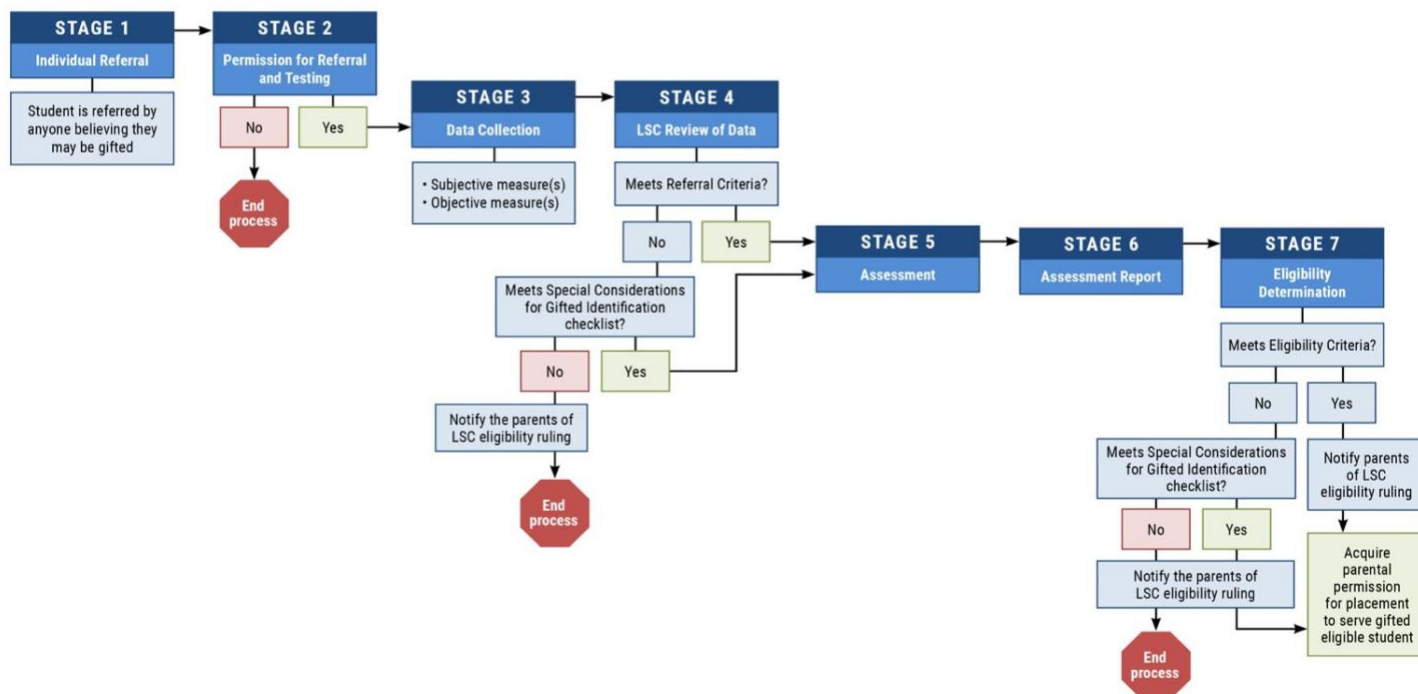 STAGE 1
Individual Referral
Student is referred by
anyone believing they
may be gifted
STAGE 2
Permission for Referral
and Testing
No
Yes
End
process
STAGE 3
Data Collection
• Subjective measure(s)
• Objective measure(s)
STAGE 4
LSC Review of Data
Meets Referral Criteria?
No
Yes
Meets Special Considerations
for Gifted Identification
checklist?
No
Yes
Notify the parents of
LSC eligibility ruling
End
process
STAGE 5
Assessment
STAGE 6
Assessment Report
STAGE 7
Eligibility
Determination
Meets Eligibility Criteria?
No
Yes
Meets Special Considerations
for Gifted Identification
checklist?
No
Yes
Notify the parents of
LSC eligibility ruling
End
process
Notify parents
of LSC
eligibility ruling
Acquire
parental
permission
for placement
to serve gifted
eligible student